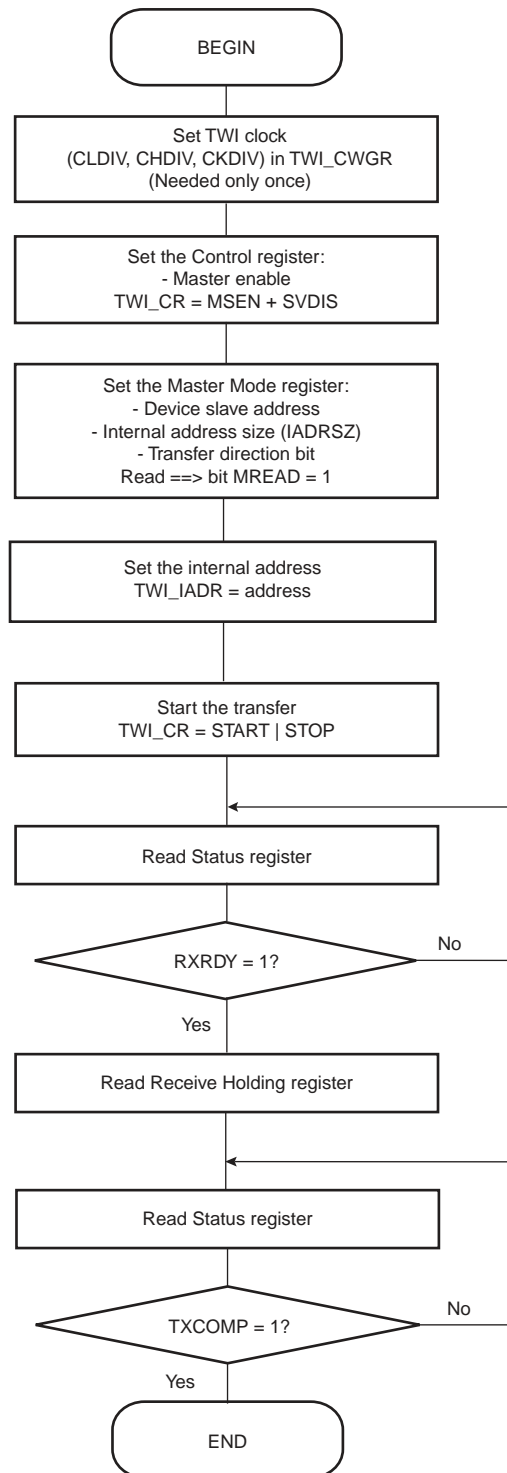 BEGIN
Set TWI clock
(CLDIV, CHDIV, CKDIV) in TWI_CWGR
(Needed only once)
Set the Control register:
- Master enable
TWI_CR = MSEN + SVDIS
Set the Master Mode register:
- Device slave address
- Internal address size (IADRSZ)
- Transfer direction bit
Read ==> bit MREAD = 1
Set the internal address
TWI_IADR = address
Start the transfer
TWI_CR = START | STOP
Read Status register
RXRDY = 1?
No
Yes
Read Receive Holding register
Read Status register
TXCOMP = 1?
No
Yes
END